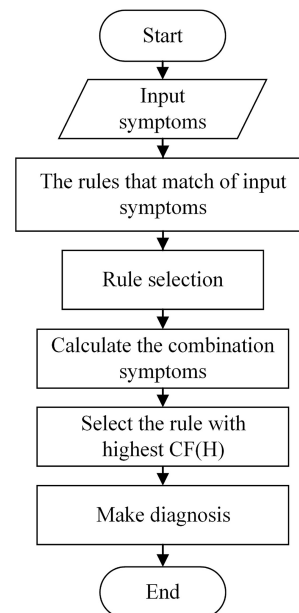 Start
Input
symptoms
The rules that match of input
symptoms
Rule selection
Calculate the combination
symptoms
Select the rule with
highest CF(H)
Make diagnosis
End